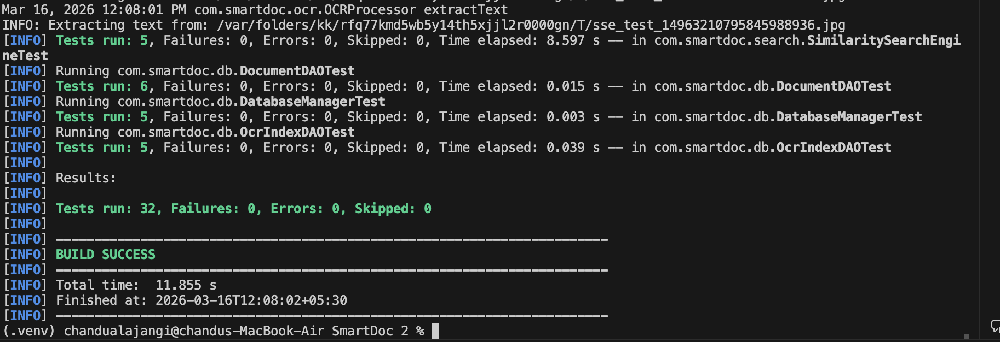 Mar 16, 2026 12:08:01 PM com.smartdoc.ocr.OCRProcessor extractText
INFO: Extracting text from: /var/folders/kk/rfq77kmd5wb5y14th5xjjl2r0000gn/T/sse_test_14963210795845988936.jpg
[INFO] Tests run: 5, Failures: 0, Errors: 0, Skipped: 0, Time elapsed: 8.597 s -- in com.smartdoc.search.SimilaritySearchEngi
neTest
[INFO] Running com.smartdoc.db.DocumentDAOTest
[INFO] Tests run: 6, Failures: 0, Errors: 0, Skipped: 0, Time elapsed: 0.015 s -- in com.smartdoc.db.DocumentDAOTest
[INFO] Running com.smartdoc.db.DatabaseManagerTest
[INFO] Tests run: 5, Failures: 0, Errors: 0, Skipped: 0, Time elapsed: 0.003 s -- in com.smartdoc.db.DatabaseManagerTest
[INFO] Running com.smartdoc.db.OcrIndexDAOTest
[INFO] Tests run: 5, Failures: 0, Errors: 0, Skipped: 0, Time elapsed: 0.039 s -- in com.smartdoc.db.OcrIndexDAOTest
[INFO]
[INFO] Results:
[INFO]
[INFO] Tests run: 32, Failures: 0, Errors: 0, Skipped: 0
[INFO]
[INFO] ------------------------------------------------------------------------
[INFO] BUILD SUCCESS
[INFO] ------------------------------------------------------------------------
[INFO] Total time:  11.855 s
[INFO] Finished at: 2026-03-16T12:08:02+05:30
[INFO] ------------------------------------------------------------------------
(.venv) chandualajangi@chandus-MacBook-Air SmartDoc 2 %